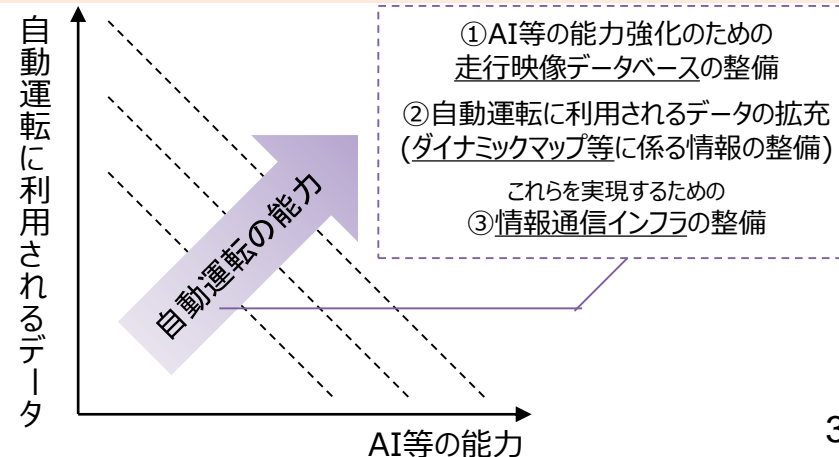 自動運転に利用されるデータ
自動運転の能力
AI等の能力
①AI等の能力強化のための
走行映像データベースの整備
②自動運転に利用されるデータの拡充
(ダイナミックマップ等に係る情報の整備)
これらを実現するための
③情報通信インフラの整備
3